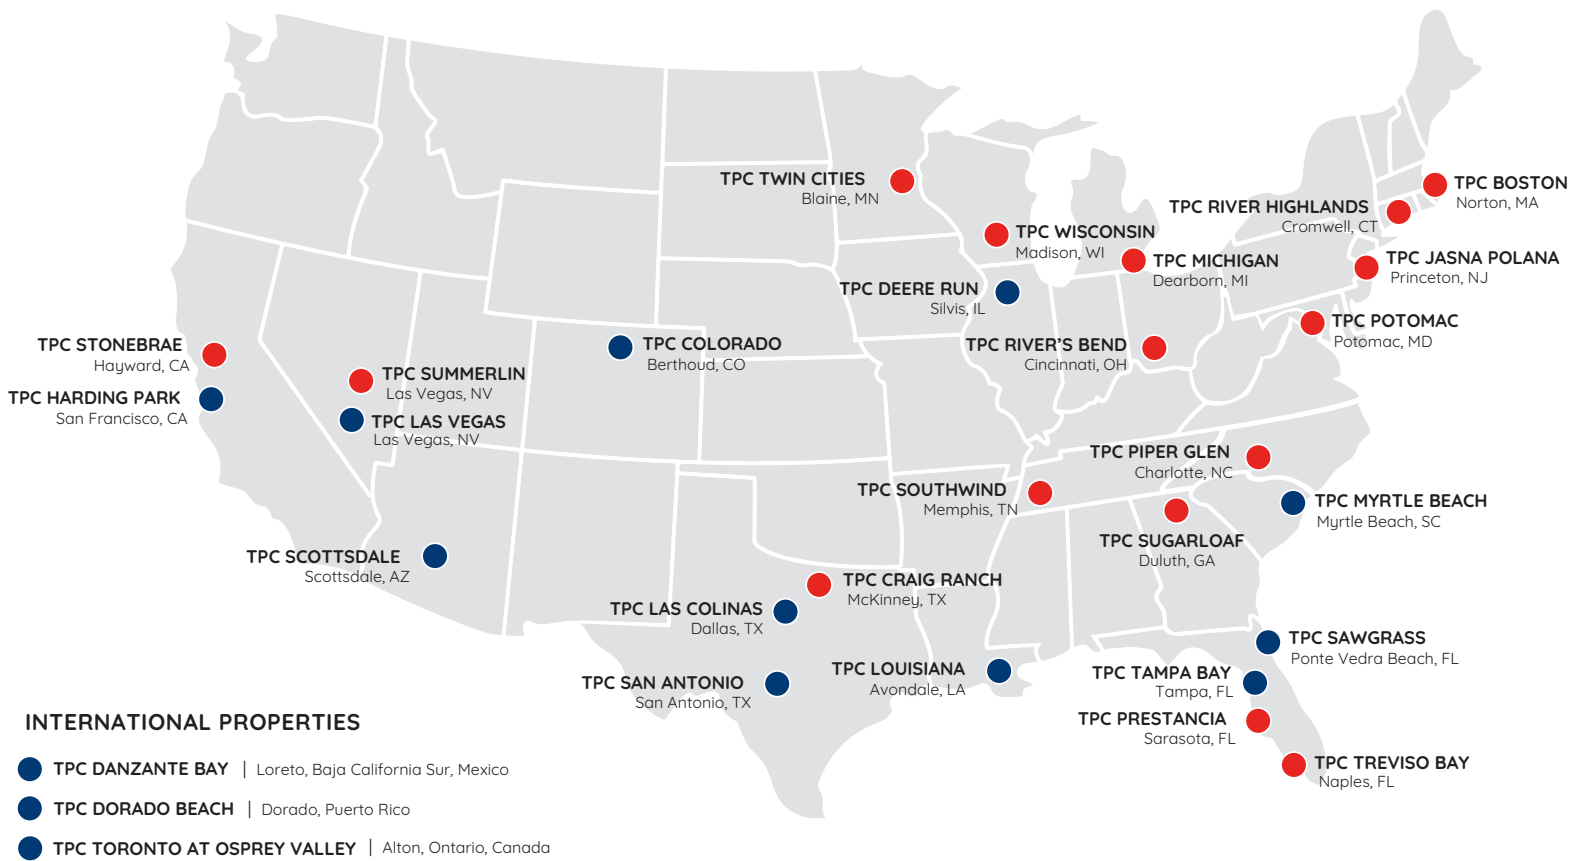 TPC TWIN CITIES
Blaine, MN
TPC BOSTON
Norton, MA
TPC RIVER HIGHLANDS
Cromwell, CT
TPC WISCONSIN
Madison, WI
TPC MICHIGAN
Dearborn, MI
TPC JASNA POLANA
Princeton, NJ
TPC DEERE RUN
Silvis, IL
TPC POTOMAC
Potomac, MD
TPC STONEBRAE
Hayward, CA
TPC COLORADO
Berthoud, CO
TPC RIVER'S BEND
Cincinnati, OH
TPC SUMMERLIN
Las Vegas, NV
TPC HARDING PARK
San Francisco, CA
TPC LAS VEGAS
Las Vegas, NV
TPC PIPER GLEN
Charlotte, NC
TPC SOUTHWIND
Memphis, TN
TPC MYRTLE BEACH
Myrtle Beach, SC
TPC SUGARLOAF
Duluth, GA
TPC SCOTTSDALE
Scottsdale, AZ
TPC CRAIG RANCH
McKinney, TX
TPC LAS COLINAS
Dallas, TX
TPC SAWGRASS
Ponte Vedra Beach, FL
TPC LOUISIANA
Avondale, LA
TPC TAMPA BAY
Tampa, FL
TPC SAN ANTONIO
San Antonio, TX
TPC PRESTANCIA
Sarasota, FL
TPC TREVISO BAY
Naples, FL
INTERNATIONAL PROPERTIES
TPC DANZANTE BAY | Loreto, Baja California Sur, Mexico
TPC DORADO BEACH | Dorado, Puerto Rico
TPC TORONTO AT OSPREY VALLEY | Alton, Ontario, Canada